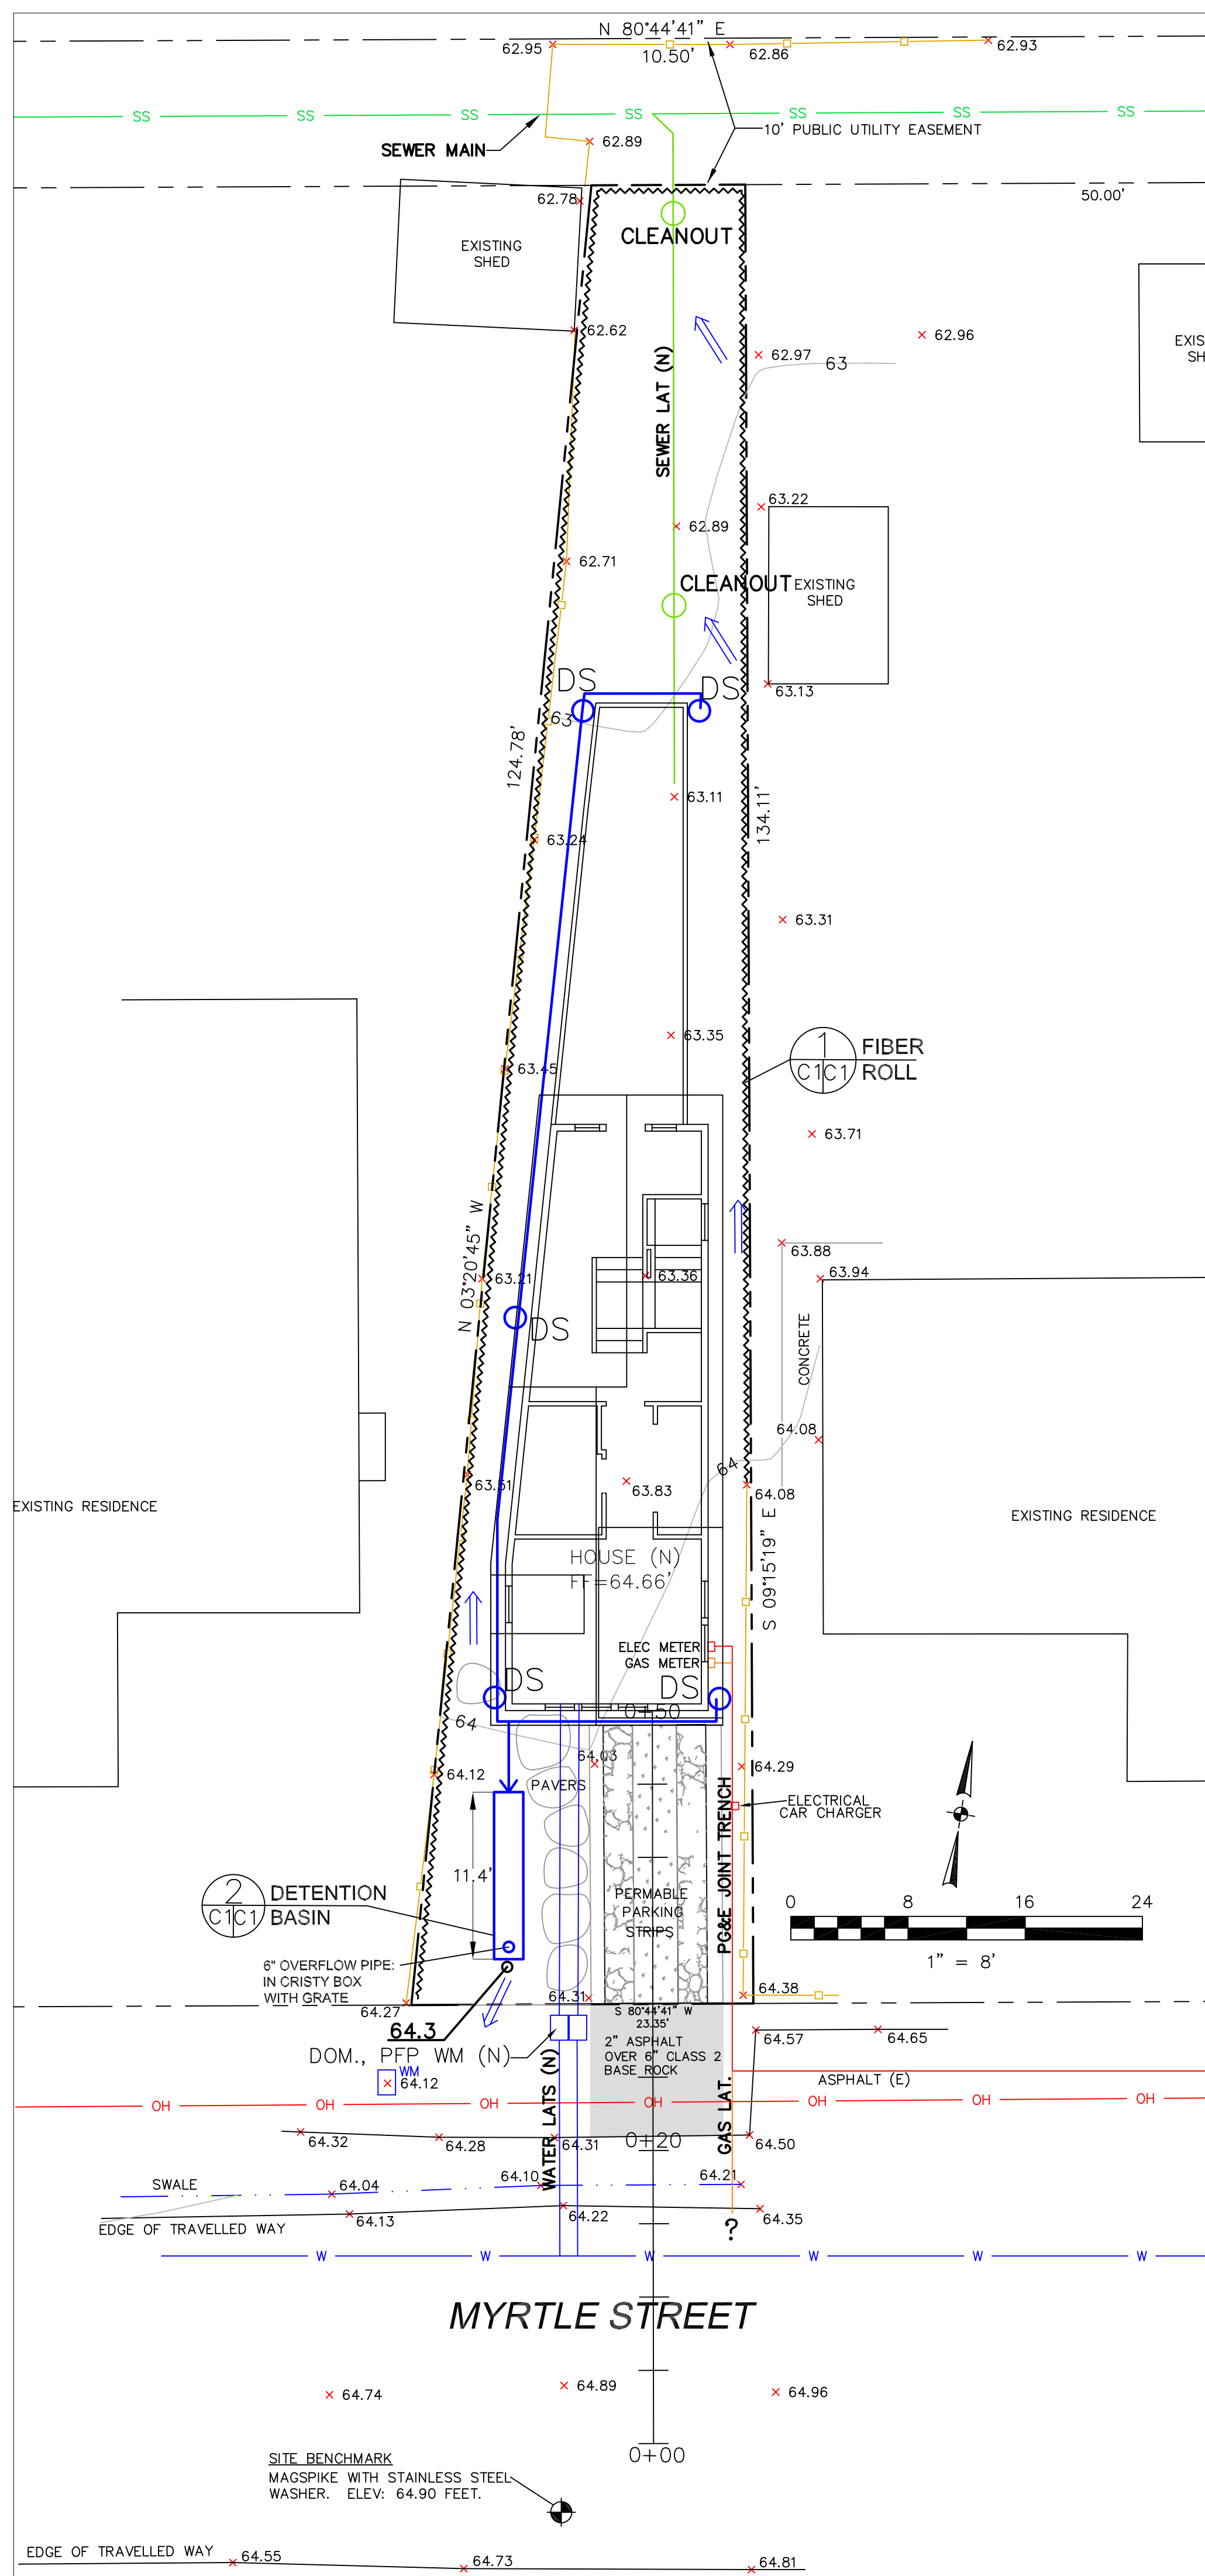 N 80°44'41" E
62.95
10.50'
62.86
62.93
SS SS SS SS SS SS SS
SEWER MAIN
62.89
10' PUBLIC UTILITY EASEMENT
62.78
50.00'
CLEANOUT
EXISTING
SHED
EXIS
SH
62.62
62.97
62.96
63
SEWER LAT (N)
63.22
62.89
62.71
CLEANOUT
EXISTING
SHED
DS
DS
63.13
63
124.78'
134.11'
63.11
63.24
63.31
63.35
63.45
1
C1 C1
FIBER
ROLL
63.71
N 03°20'45" W
63.21
63.36
63.88
63.94
DS
CONCRETE
64.08
64
63.51
63.83
64.08
EXISTING RESIDENCE
EXISTING RESIDENCE
S 09°15'19" E
HOUSE (N)
FF=64.66'
ELEC METER
GAS METER
DS
DS
0+50
64
64.03
64.12
PAVERS
64.29
ELECTRICAL
CAR CHARGER
PG&E JOINT TRENCH
11.4'
2
C1 C1
DETENTION
BASIN
PERMABLE
PARKING
STRIPS
0 8 16 24
1" = 8'
6" OVERFLOW PIPE:
IN CRISTY BOX
WITH GRATE
64.27
64.31
64.38
S 80°44'41" W
23.35'
64.3
2" ASPHALT
OVER 6" CLASS 2
BASE ROCK
64.57
64.65
DOM., PFP WM (N)
WM
64.12
WATER LATS (N)
GAS LAT.
ASPHALT (E)
OH OH OH OH OH OH OH
64.32
64.28
64.31
0+20
64.50
SWALE
64.04
64.10
64.21
64.13
64.22
64.35
EDGE OF TRAVELLED WAY
?
W W W W W W
MYRTLE STREET
64.74
64.89
64.96
0+00
SITE BENCHMARK
MAGSPIKE WITH STAINLESS STEEL
WASHER. ELEV: 64.90 FEET.
EDGE OF TRAVELLED WAY
64.55
64.73
64.81